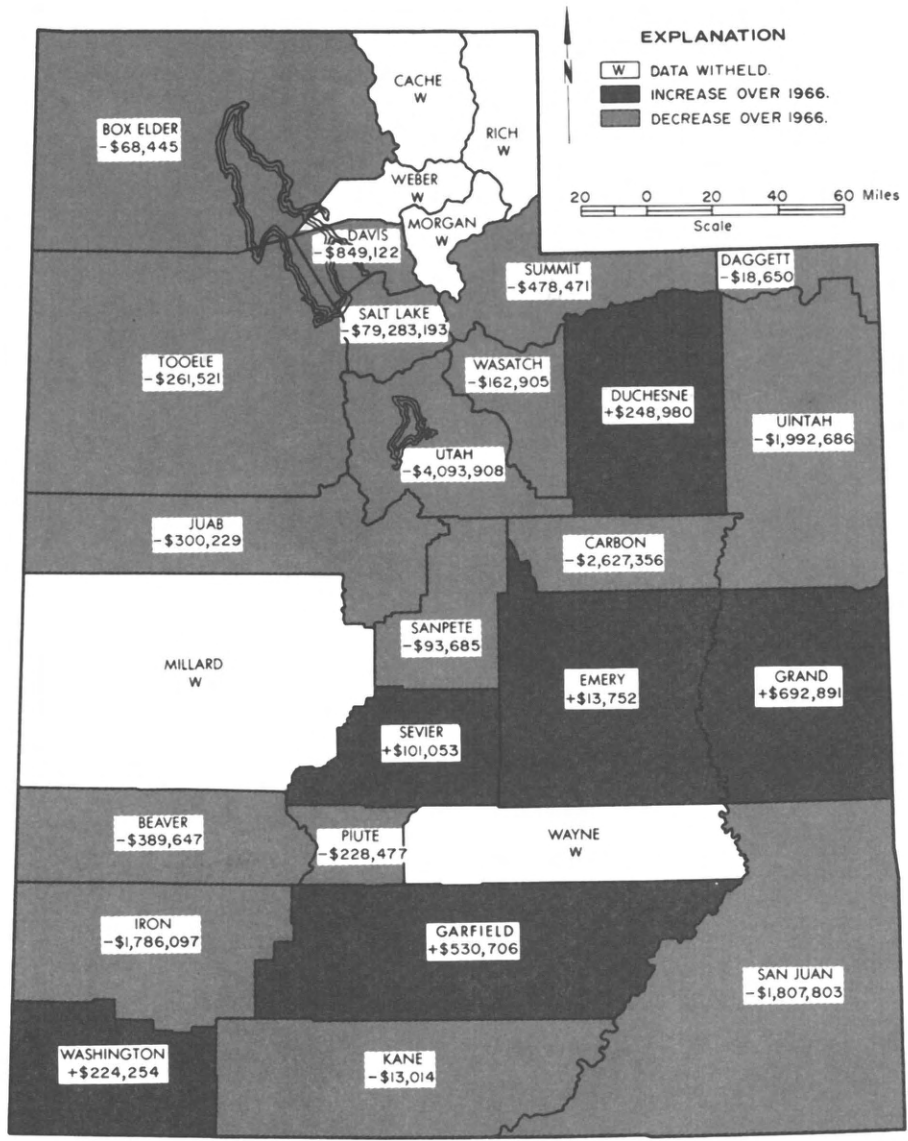 EXPLANATION
N
W DATA WITHELD.
INCREASE OVER 1966.
DECREASE OVER 1966.
20 0 20 60 Miles
Scale
CACHE
W
RICH
W
BOX ELDER
-$68,445
WEBER
W
MORGAN
W
DAVIS
-$849,122
SUMMIT
-$478,471
DAGGETT
-$18,650
SALT LAKE
-$79,283,193
TOOELE
-$261,521
WASATCH
-$162,905
DUCHESNE
+$248,980
UINTAH
-$1,992,686
UTAH
-$4,093,908
JUAB
-$300,229
CARBON
-$2,627,356
SANPETE
-$93,685
MILLARD
W
EMERY
+$13,752
GRAND
+$692,891
SEVIER
+$101,053
BEAVER
-$389,647
PIUTE
-$228,477
WAYNE
W
IRON
-$1,786,097
GARFIELD
+$530,706
SAN JUAN
-$1,807,803
WASHINGTON
+$224,254
KANE
-$13,014